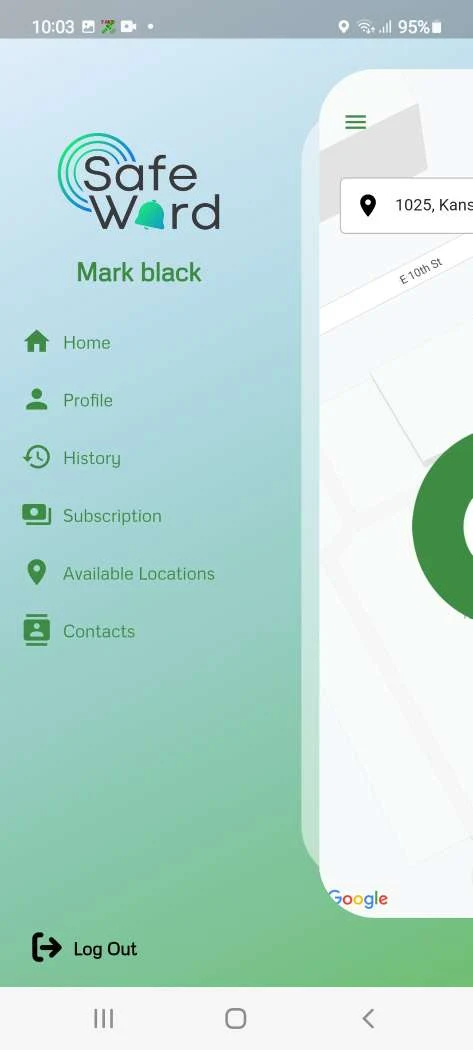 10:03
95%
Safe
Word
Mark black
Home
Profile
History
Subscription
Available Locations
Contacts
Log Out
1025, Kans
E 10th St
Google